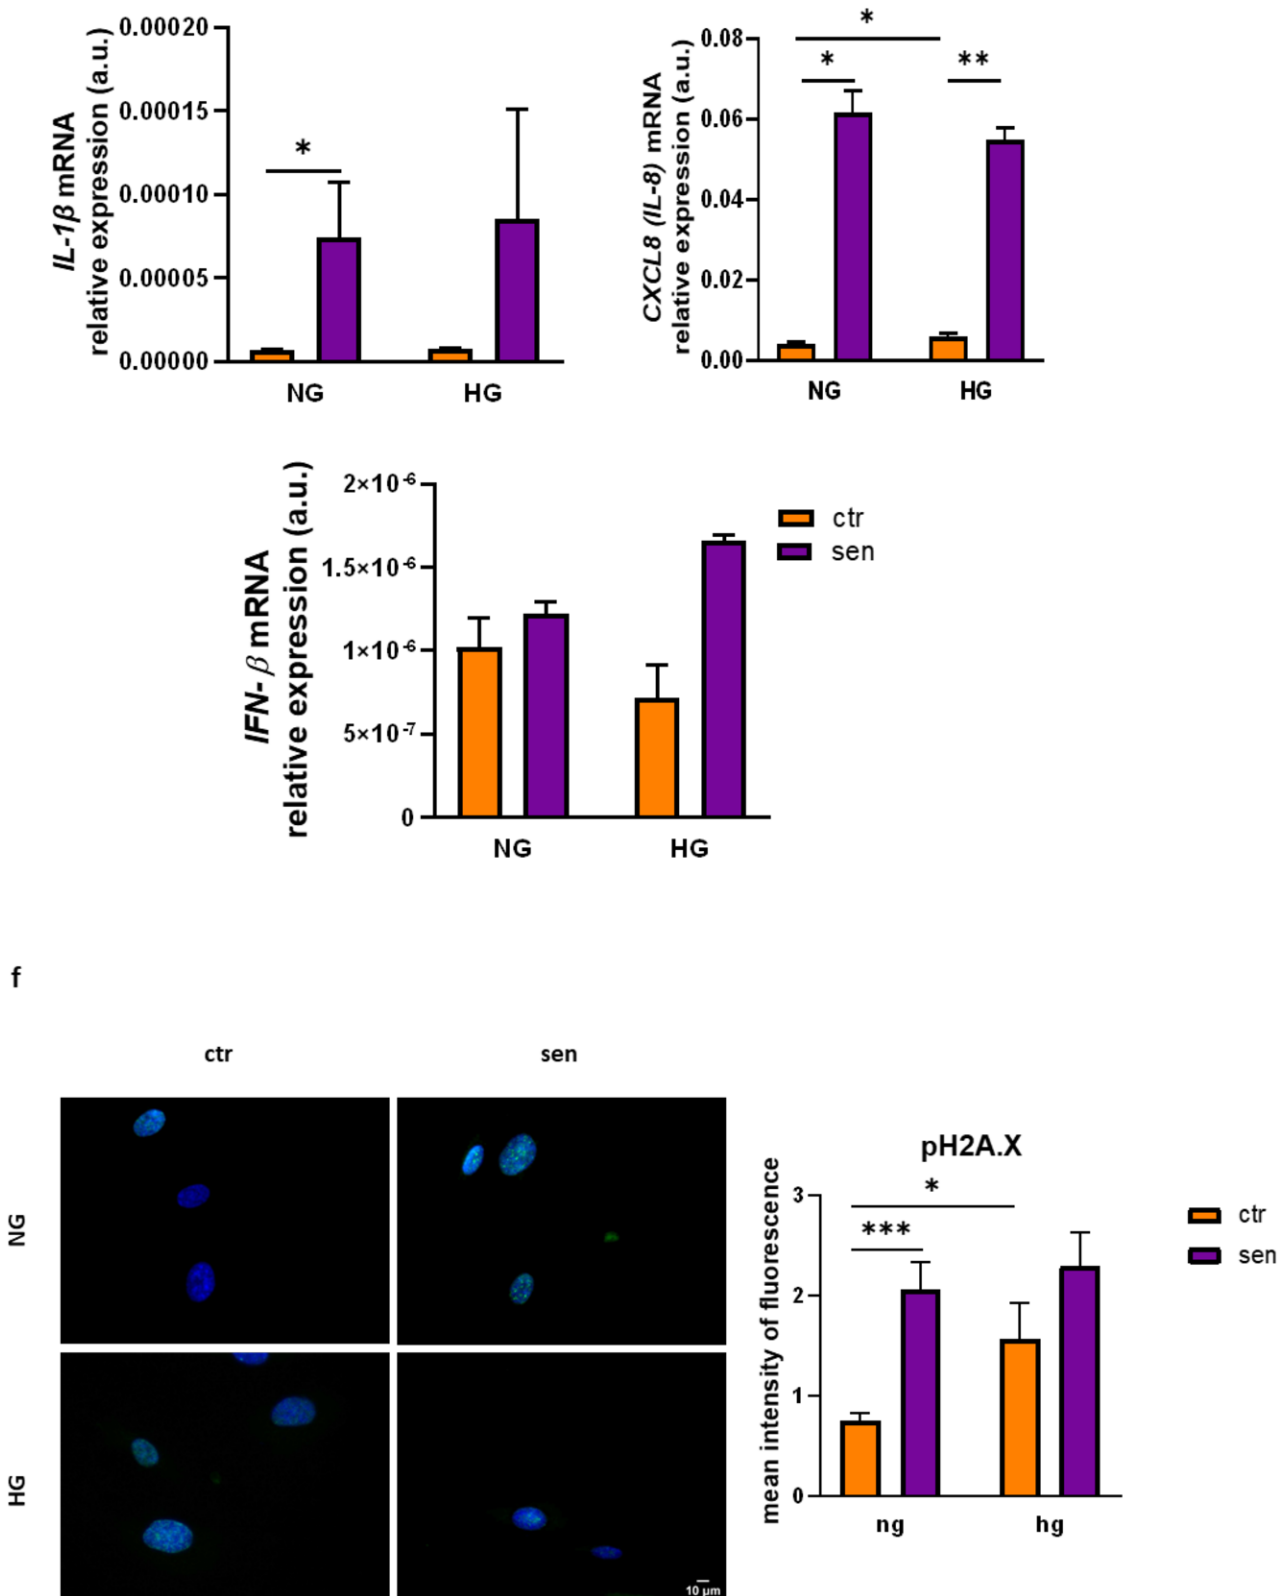 IL-1β mRNA
relative expression (a.u.)
0.00020
0.00015
0.00010
0.00005
0.00000
*
NG HG
CXCL8 (IL-8) mRNA
relative expression (a.u.)
0.08
0.06
0.04
0.02
0.00
*
* **
NG HG
IFN-β mRNA
relative expression (a.u.)
2×10⁻⁶
1.5×10⁻⁶
1×10⁻⁶
5×10⁻⁷
0
NG HG
ctr
sen
f
ctr sen
NG
HG
10 µm
pH2A.X
mean intensity of fluorescence
3
2
1
0
*
***
ng hg
ctr
sen